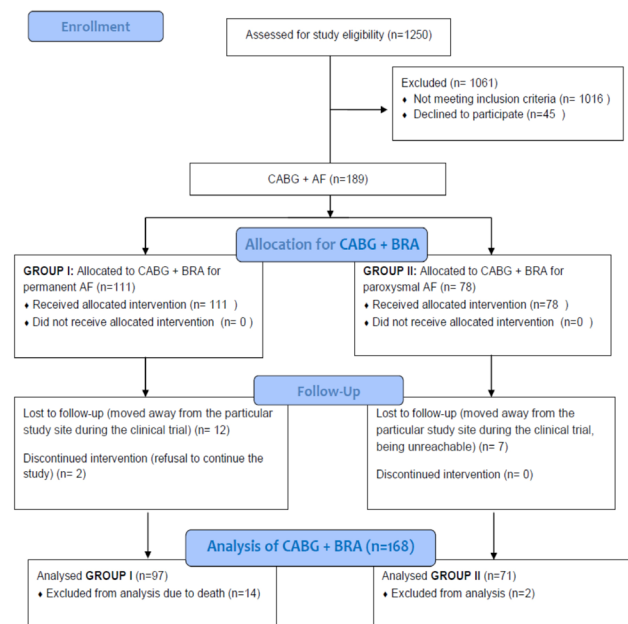 Enrollment
Assessed for study eligibility (n=1250)
Excluded (n= 1061)
♦ Not meeting inclusion criteria (n= 1016 )
♦ Declined to participate (n=45 )
CABG + AF (n=189)
Allocation for CABG + BRA
GROUP I: Allocated to CABG + BRA for
permanent AF (n=111)
♦ Received allocated intervention (n= 111 )
♦ Did not receive allocated intervention (n= 0 )
GROUP II: Allocated to CABG + BRA for
paroxysmal AF (n= 78)
♦ Received allocated intervention (n=78 )
♦ Did not receive allocated intervention (n=0 )
Follow-Up
Lost to follow-up (moved away from the particular
study site during the clinical trial) (n= 12)
Discontinued intervention (refusal to continue the
study) (n= 2)
Lost to follow-up (moved away from the
particular study site during the clinical trial,
being unreachable) (n= 7)
Discontinued intervention (n= 0)
Analysis of CABG + BRA (n=168)
Analysed GROUP I (n=97)
♦ Excluded from analysis due to death (n=14)
Analysed GROUP II (n=71)
♦ Excluded from analysis (n=2)